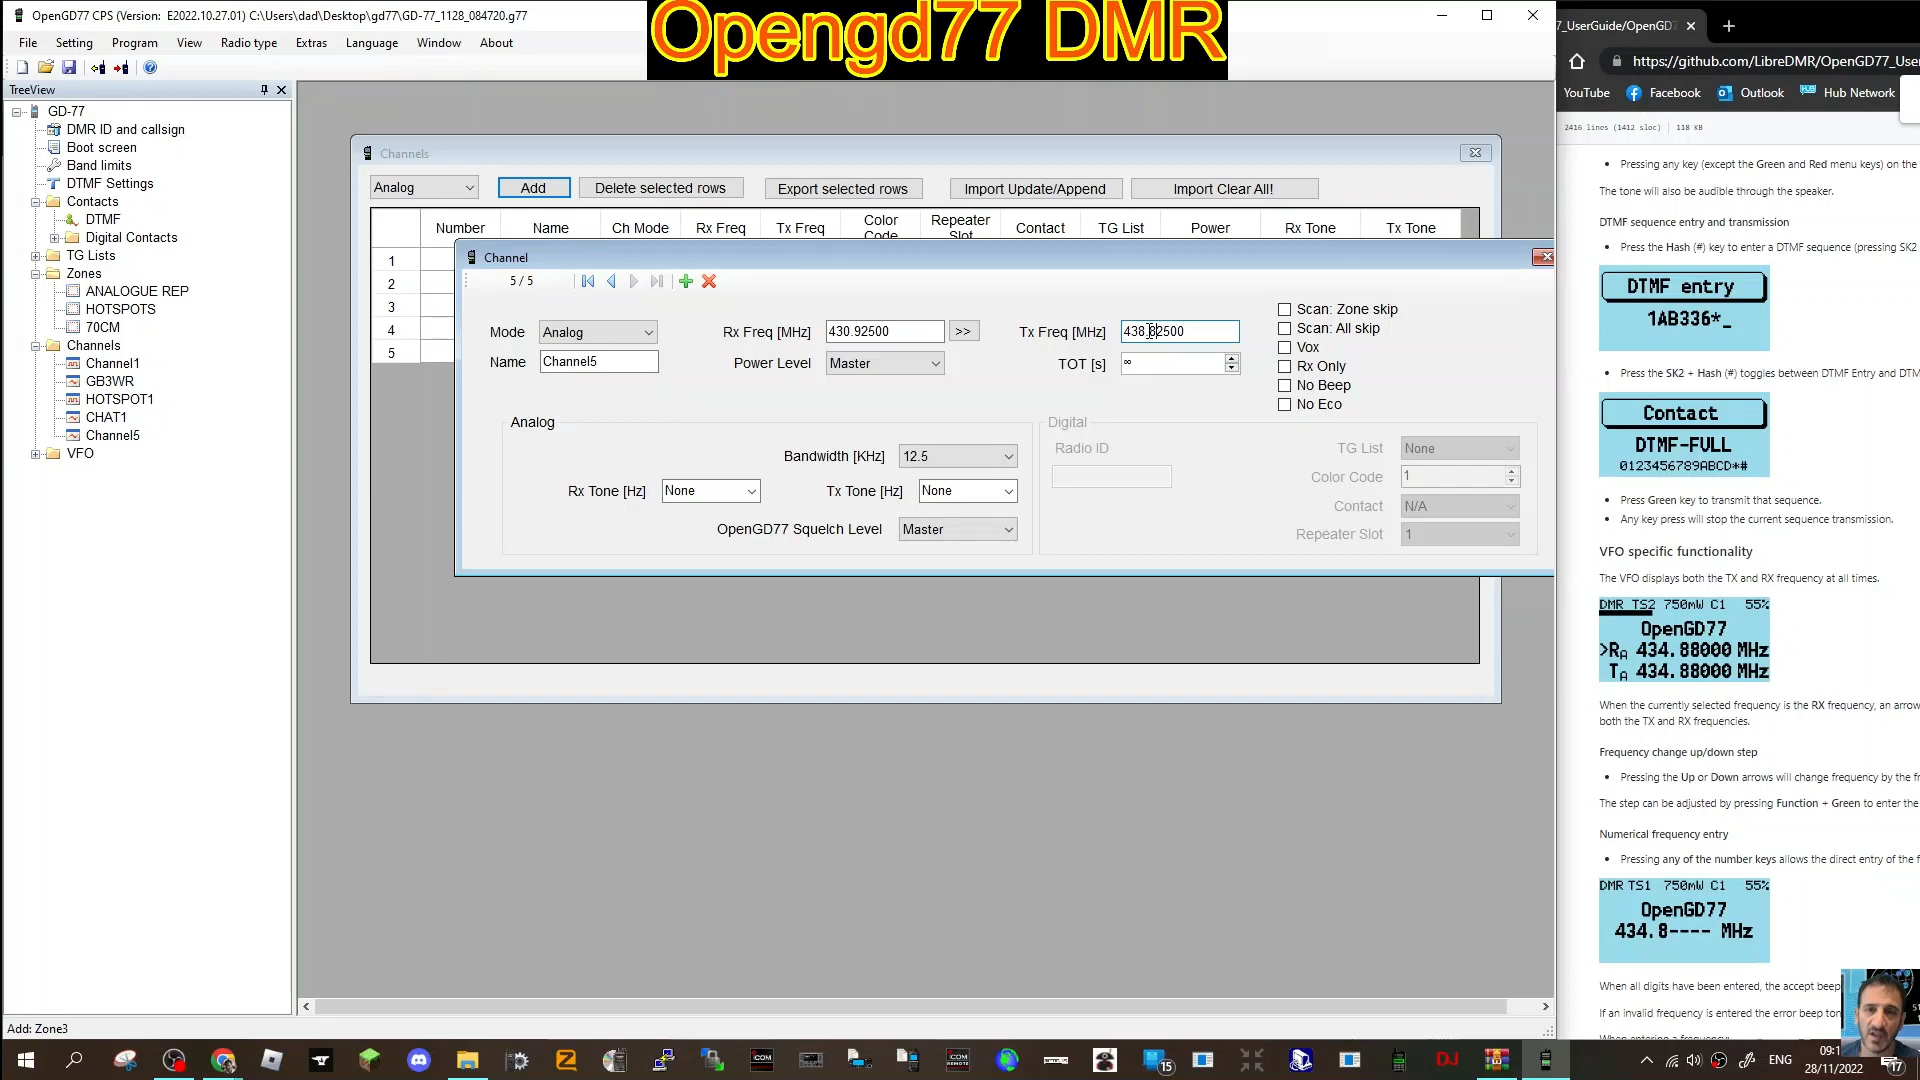 OpenGD77 CPS (Version: E2022.10.27.01) C:\Users\dad\Desktop\gd77\GD-77_1128_084720.g77
Opengd77 DMR
File Setting Program View Radio type Extras Language Window About
TreeView
GD-77
DMR ID and callsign
Boot screen
Band limits
DTMF Settings
Contacts
DTMF
Digital Contacts
TG Lists
Zones
ANALOGUE REP
HOTSPOTS
70CM
Channels
Channel1
GB3WR
HOTSPOT1
CHAT1
Channel5
VFO
Add: Zone3
Channels
Analog Add Delete selected rows Export selected rows Import Update/Append Import Clear All!
Number Name Ch Mode Rx Freq Tx Freq Color Code Repeater Slot Contact TG List Power Rx Tone Tx Tone
1
2
3
4
5
Channel
5 / 5
Mode Analog Rx Freq [MHz] 430.92500 >> Tx Freq [MHz] 438.82500
Name Channel5 Power Level Master TOT [s] ∞
Scan: Zone skip
Scan: All skip
Vox
Rx Only
No Beep
No Eco
Analog
Bandwidth [KHz] 12.5
Rx Tone [Hz] None Tx Tone [Hz] None
OpenGD77 Squelch Level Master
Digital
Radio ID TG List None
Color Code 1
Contact N/A
Repeater Slot 1
7_UserGuide/OpenGD7
https://github.com/LibreDMR/OpenGD77_Use
YouTube Facebook Outlook Hub Network
2416 lines (1412 sloc) 118 KB
Pressing any key (except the Green and Red menu keys) on the
The tone will also be audible through the speaker.
DTMF sequence entry and transmission
Press the Hash (#) key to enter a DTMF sequence (pressing SK2
DTMF entry
1AB336*_
Press the SK2 + Hash (#) toggles between DTMF Entry and DTM
Contact
DTMF-FULL
0123456789ABCD*#
Press Green key to transmit that sequence.
Any key press will stop the current sequence transmission.
VFO specific functionality
The VFO displays both the TX and RX frequency at all times.
DMR TS2 750mW C1 55%
OpenGD77
>RA 434.88000 MHz
TA 434.88000 MHz
When the currently selected frequency is the RX frequency, an arrow
both the TX and RX frequencies.
Frequency change up/down step
Pressing the Up or Down arrows will change frequency by the fr
The step can be adjusted by pressing Function + Green to enter the
Numerical frequency entry
Pressing any of the number keys allows the direct entry of the f
DMR TS1 750mW C1 55%
OpenGD77
434.8---- MHz
When all digits have been entered, the accept beep
If an invalid frequency is entered the error beep ton
15 DJ ENG 09:1
28/11/2022 17